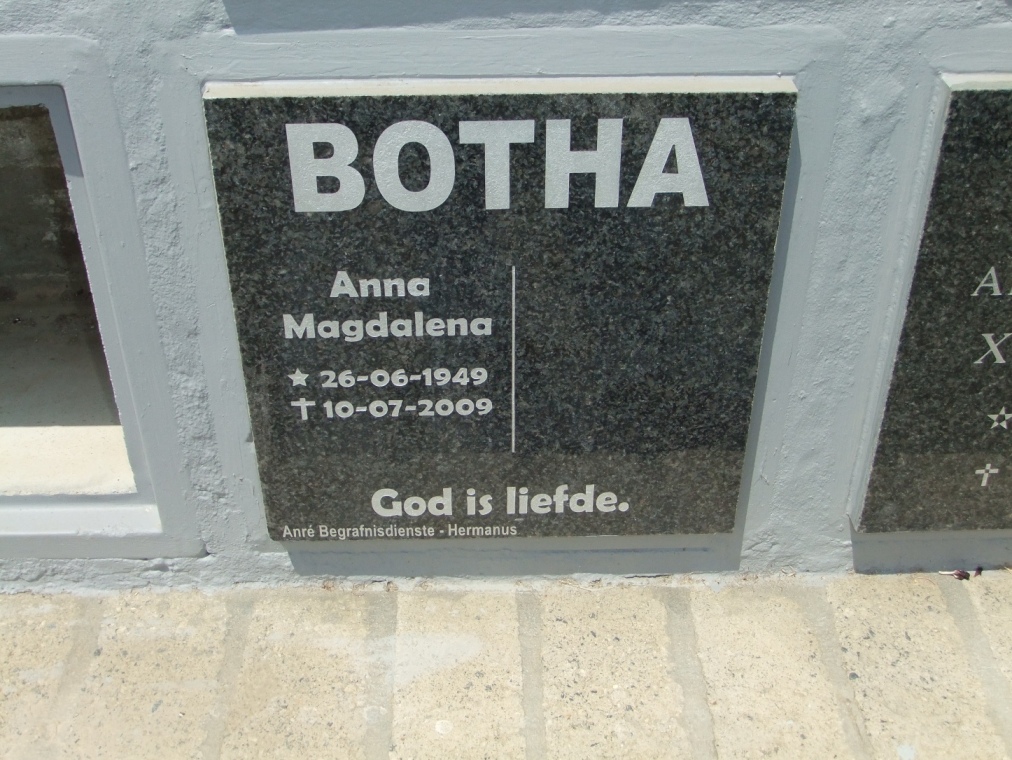 BOTHA
Anna
Magdalena
★ 26-06-1949
✝ 10-07-2009
God is liefde.
Anré Begrafnisdienste - Hermanus